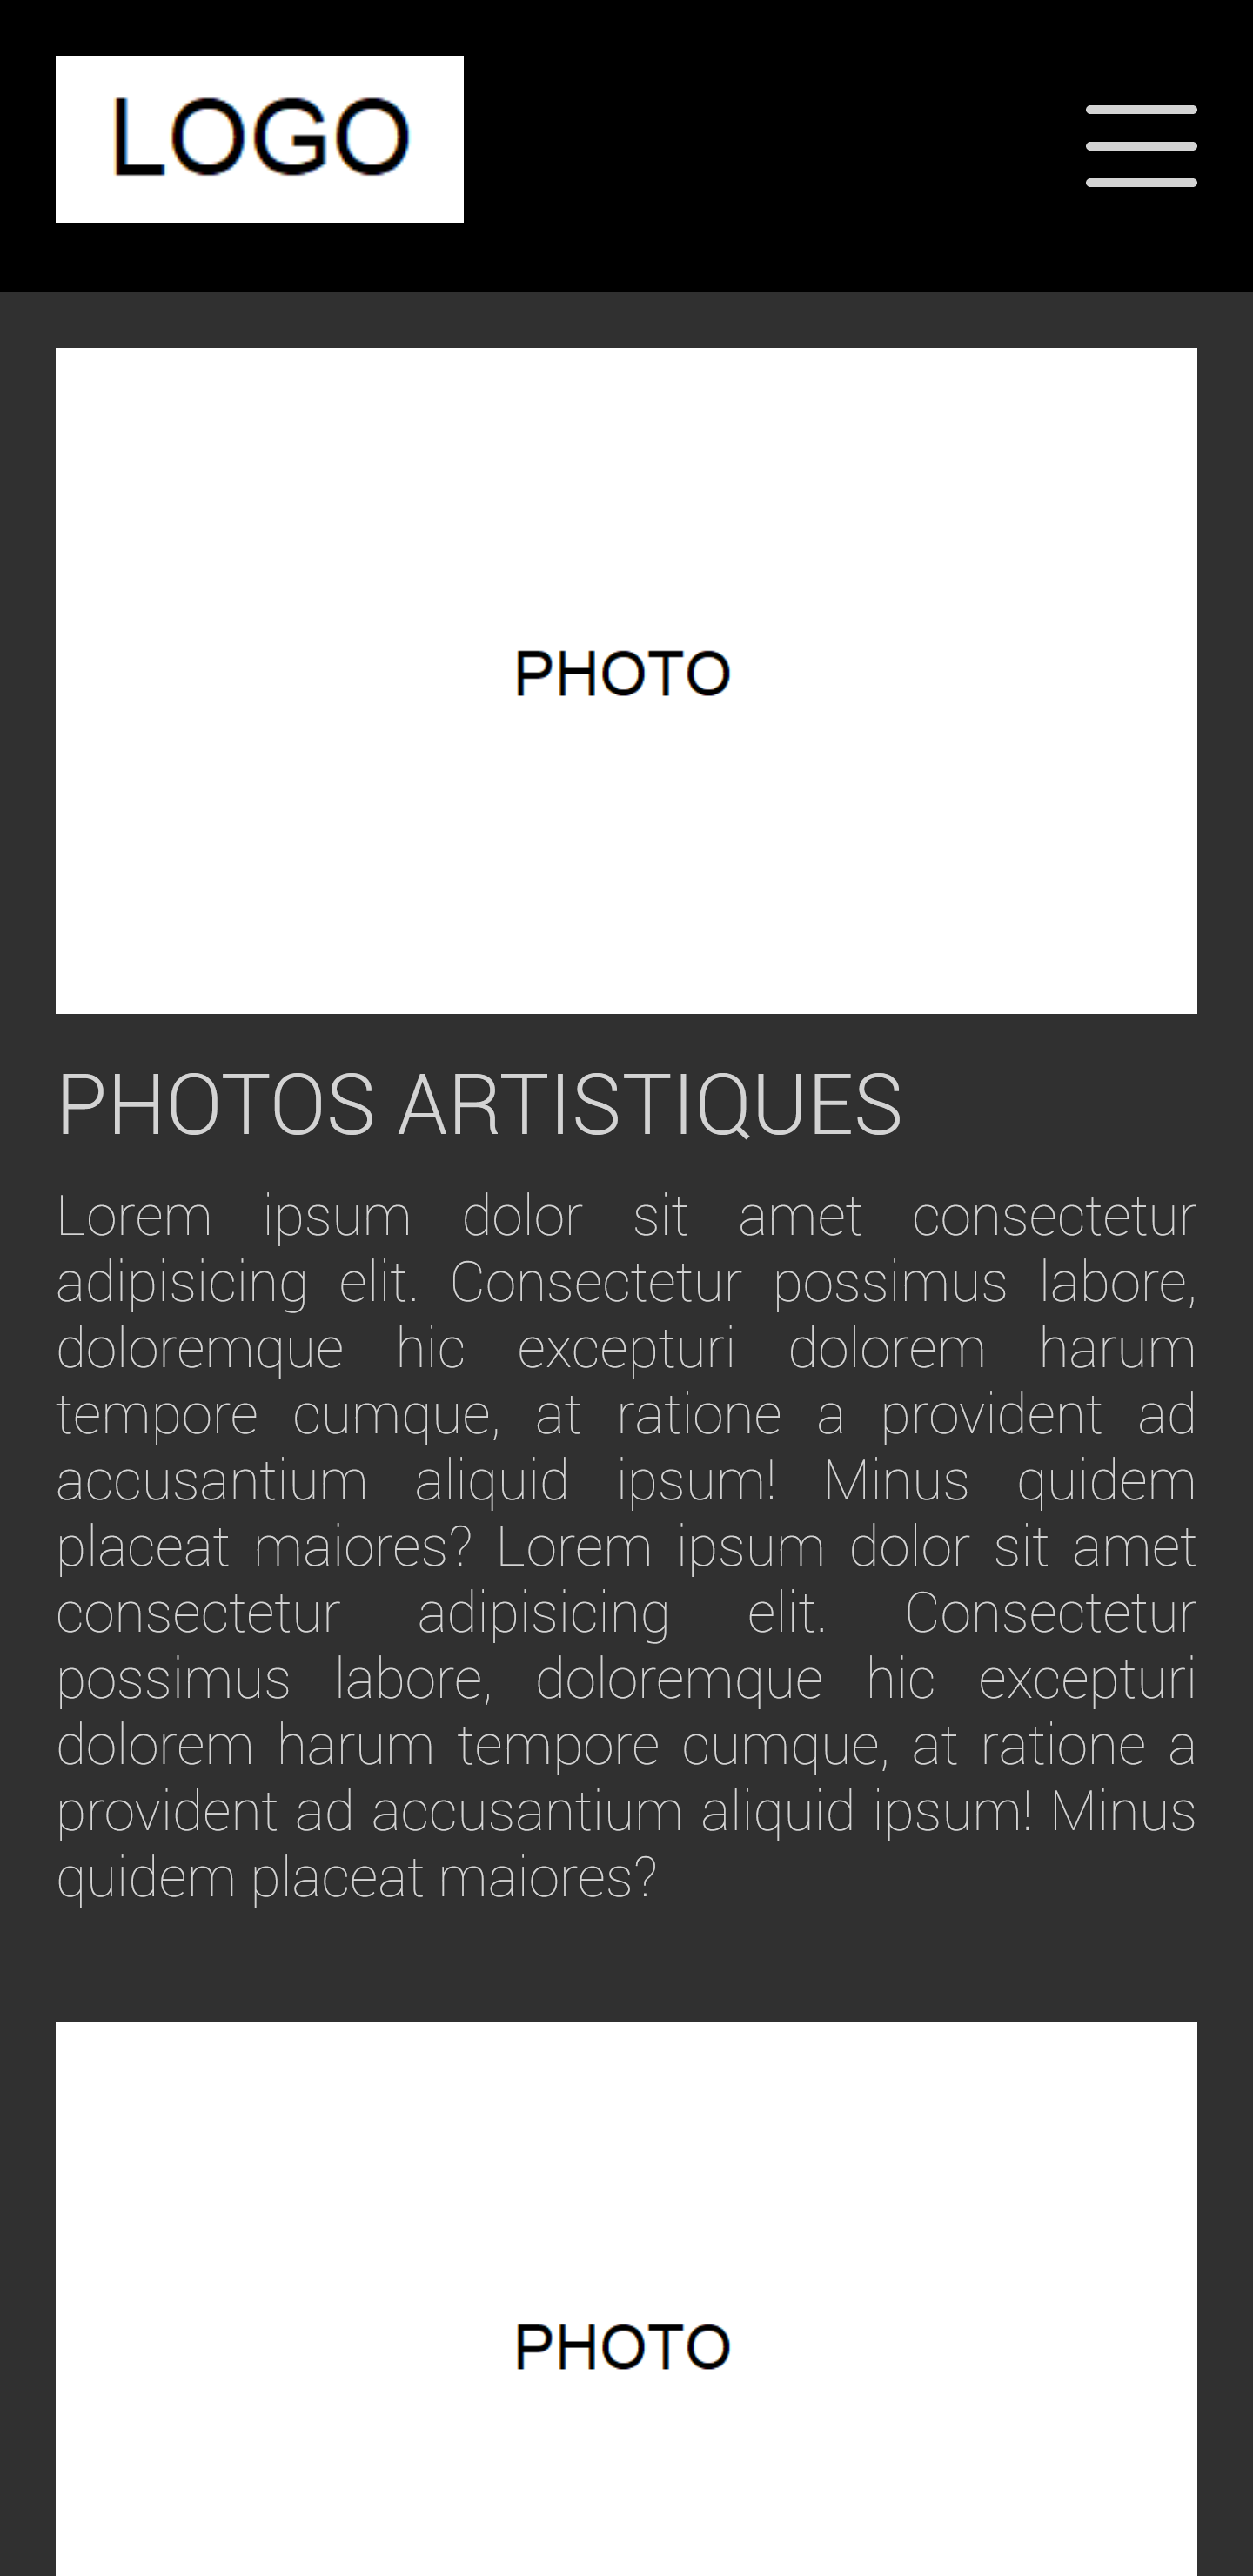 LOGO
PHOTO
PHOTOS ARTISTIQUES
Lorem ipsum dolor sit amet consectetur
adipisicing elit. Consectetur possimus labore,
doloremque hic excepturi dolorem harum
tempore cumque, at ratione a provident ad
accusantium aliquid ipsum! Minus quidem
placeat maiores? Lorem ipsum dolor sit amet
consectetur adipisicing elit. Consectetur
possimus labore, doloremque hic excepturi
dolorem harum tempore cumque, at ratione a
provident ad accusantium aliquid ipsum! Minus
quidem placeat maiores?
PHOTO